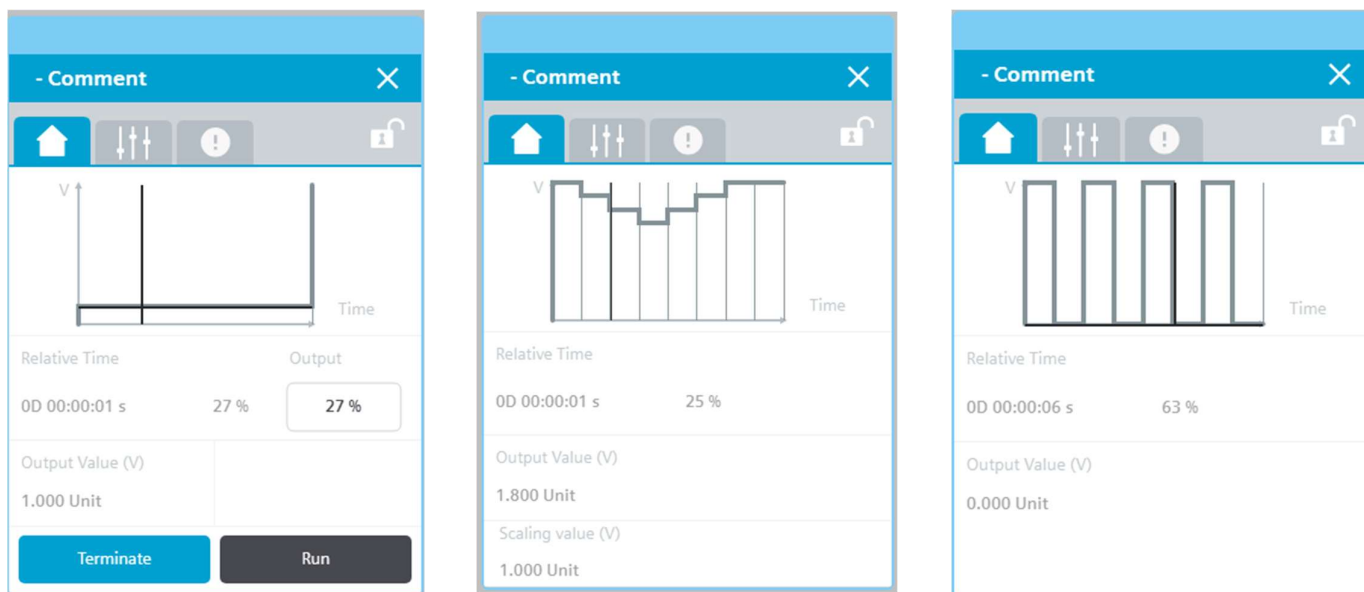 - Comment
V
Time
Relative Time Output
0D 00:00:01 s 27 % 27 %
Output Value (V)
1.000 Unit
Terminate Run
- Comment
V
Time
Relative Time
0D 00:00:01 s 25 %
Output Value (V)
1.800 Unit
Scaling value (V)
1.000 Unit
- Comment
V
Time
Relative Time
0D 00:00:06 s 63 %
Output Value (V)
0.000 Unit